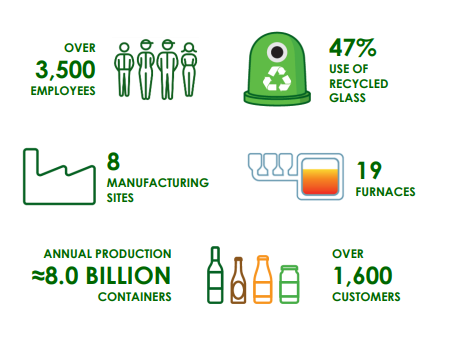 OVER
3,500
EMPLOYEES
47%
USE OF
RECYCLED
GLASS
8
MANUFACTURING
SITES
19
FURNACES
ANNUAL PRODUCTION
≈8.0 BILLION
CONTAINERS
OVER
1,600
CUSTOMERS